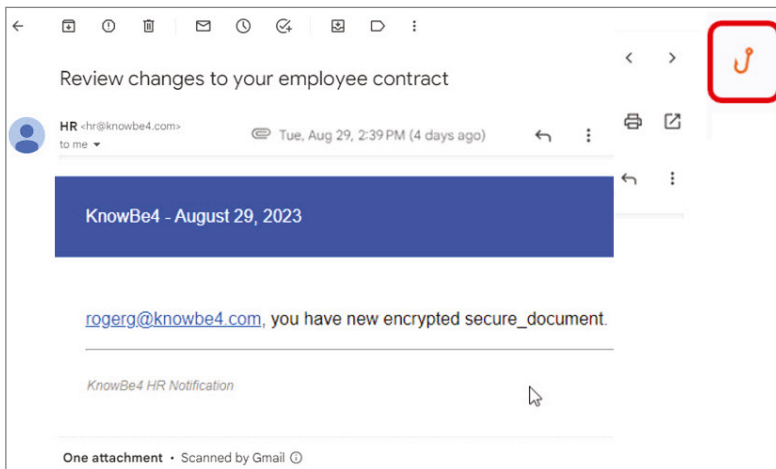 Review changes to your employee contract
HR <hr@knowbe4.com>
to me
Tue, Aug 29, 2:39 PM (4 days ago)
KnowBe4 - August 29, 2023
rogerg@knowbe4.com, you have new encrypted secure_document.
KnowBe4 HR Notification
One attachment • Scanned by Gmail